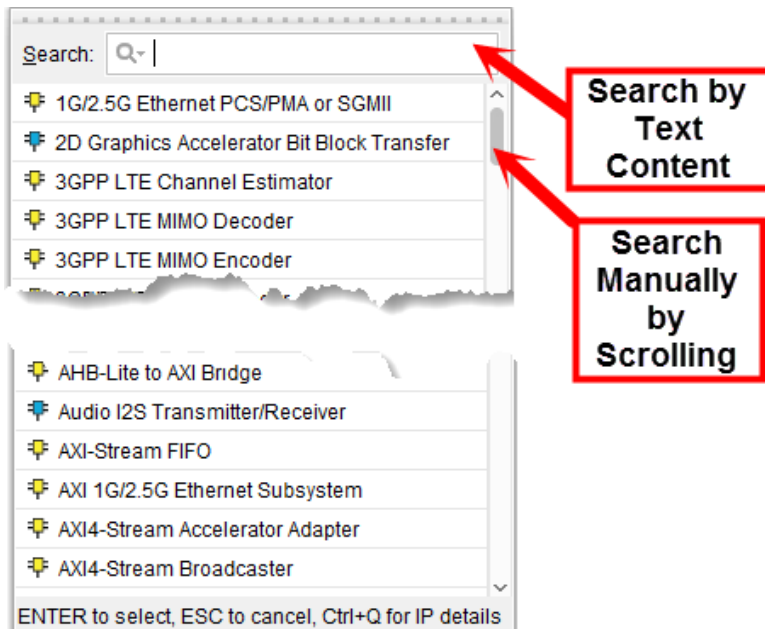 Search:
1G/2.5G Ethernet PCS/PMA or SGMII
2D Graphics Accelerator Bit Block Transfer
3GPP LTE Channel Estimator
3GPP LTE MIMO Decoder
3GPP LTE MIMO Encoder
AHB-Lite to AXI Bridge
Audio I2S Transmitter/Receiver
AXI-Stream FIFO
AXI 1G/2.5G Ethernet Subsystem
AXI4-Stream Accelerator Adapter
AXI4-Stream Broadcaster
ENTER to select, ESC to cancel, Ctrl+Q for IP details
Search by
Text
Content
Search
Manually
by
Scrolling